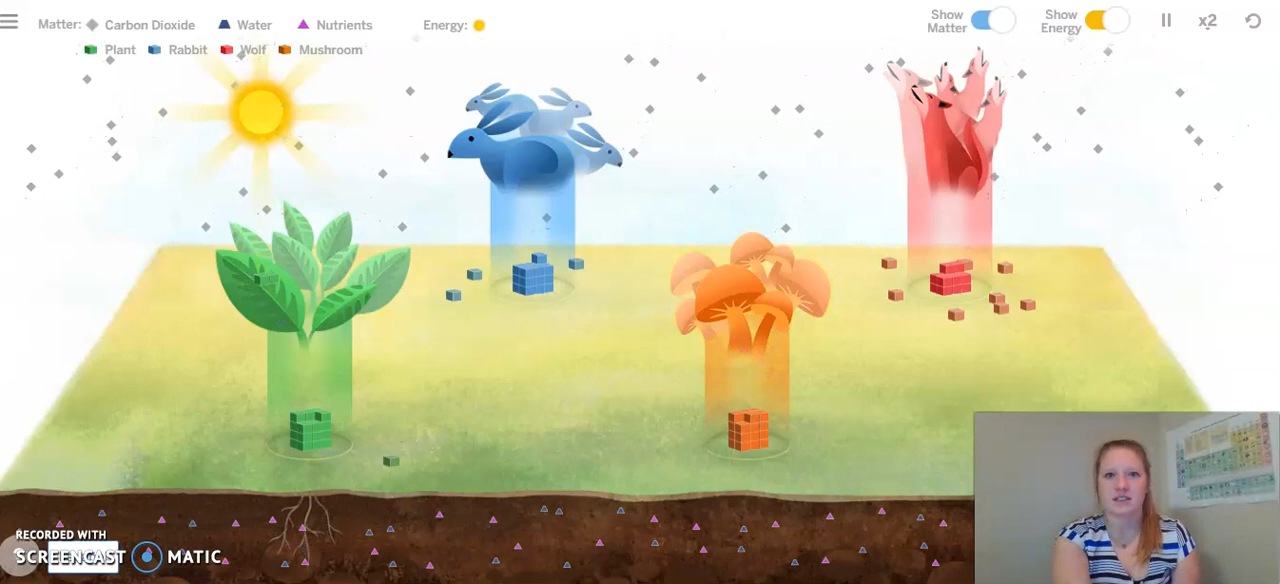 Matter: Carbon Dioxide Water Nutrients Energy:
Plant Rabbit Wolf Mushroom
Show Matter
Show Energy
x2
RECORDED WITH
SCREENCAST MATIC